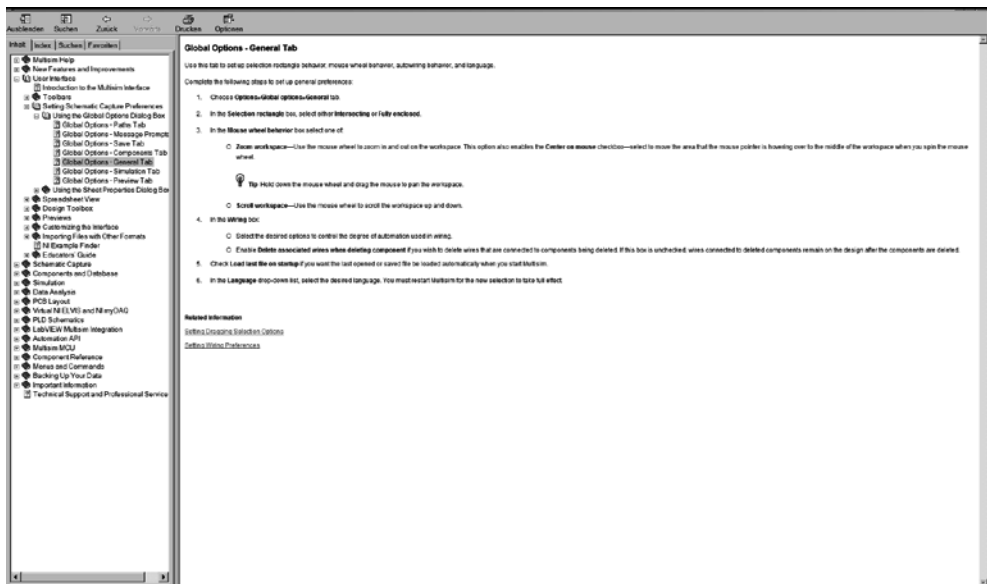 Ausblenden Suchen Zurück Drucken Optionen
Inhalt Index Suchen Favoriten
Multisim Help
New Features and Improvements
User Interface
Introduction to the Multisim Interface
Toolbars
Setting Schematic Capture Preferences
Using the Global Options Dialog Box
Global Options - Paths Tab
Global Options - Message Prompts
Global Options - Save Tab
Global Options - Components Tab
Global Options - General Tab
Global Options - Simulation Tab
Global Options - Preview Tab
Using the Sheet Properties Dialog Box
Spreadsheet View
Design Toolbox
Previews
Customizing the Interface
Importing Files with Other Formats
NI Example Finder
Educators' Guide
Schematic Capture
Components and Database
Simulation
Data Analysis
PCB Layout
Virtual NI ELVIS and NI myDAQ
PLD Schematics
LabVIEW Multisim Integration
Automation API
Multisim MCU
Component Reference
Menus and Commands
Backing Up Your Data
Important Information
Technical Support and Professional Service
Global Options - General Tab
Use this tab to set up selection rectangle behavior, mouse wheel behavior, autowiring behavior, and language.
Complete the following steps to set up general preferences:
1. Choose Options»Global options»General tab.
2. In the Selection rectangle box, select either Intersecting or Fully enclosed.
3. In the Mouse wheel behavior box select one of:
Zoom workspace—Use the mouse wheel to zoom in and out on the workspace. This option also enables the Center on mouse checkbox—select to move the area that the mouse pointer is hovering over to the middle of the workspace when you spin the mouse
wheel.
Tip Hold down the mouse wheel and drag the mouse to pan the workspace.
Scroll workspace—Use the mouse wheel to scroll the workspace up and down.
4. In the Wiring box:
Select the desired options to control the degree of automation used in wiring.
Enable Delete associated wires when deleting component if you wish to delete wires that are connected to components being deleted. If this box is unchecked, wires connected to deleted components remain on the design after the components are deleted.
5. Check Load last file on startup if you want the last opened or saved file be loaded automatically when you start Multisim.
6. In the Language drop-down list, select the desired language. You must restart Multisim for the new selection to take full effect.
Related Information
Setting Dragging Selection Options
Setting Wiring Preferences